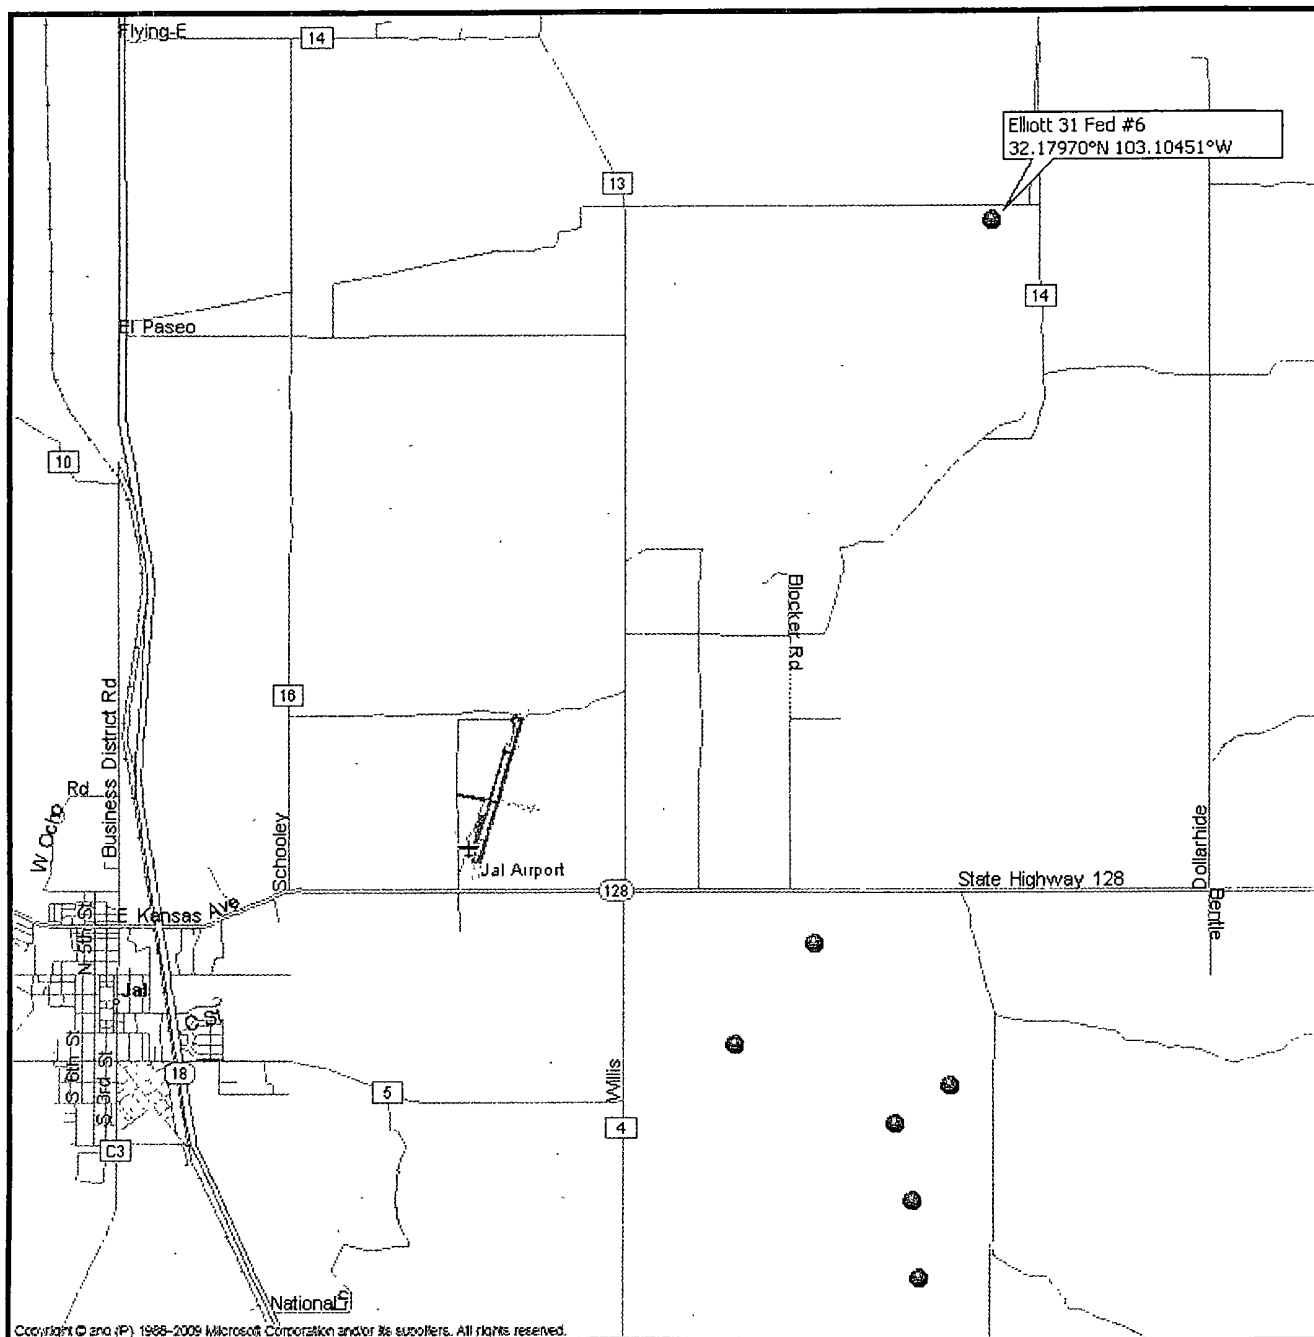 Flying-E
14
Elliott 31 Fed #6
32.17970°N 103.10451°W
13
14
El Paseo
10
Blocker Rd
16
Business District Rd
Rd
W Ocho
Schooley
Jal Airport
128
State Highway 128
Dollarhide
Bentle
E Kansas Ave
N 5th St
Jal
St
S 6th St
S 3rd St
18
5
Willis
4
C3
National
Copyright © and (P) 1988-2009 Microsoft Corporation and/or its suppliers. All rights reserved.